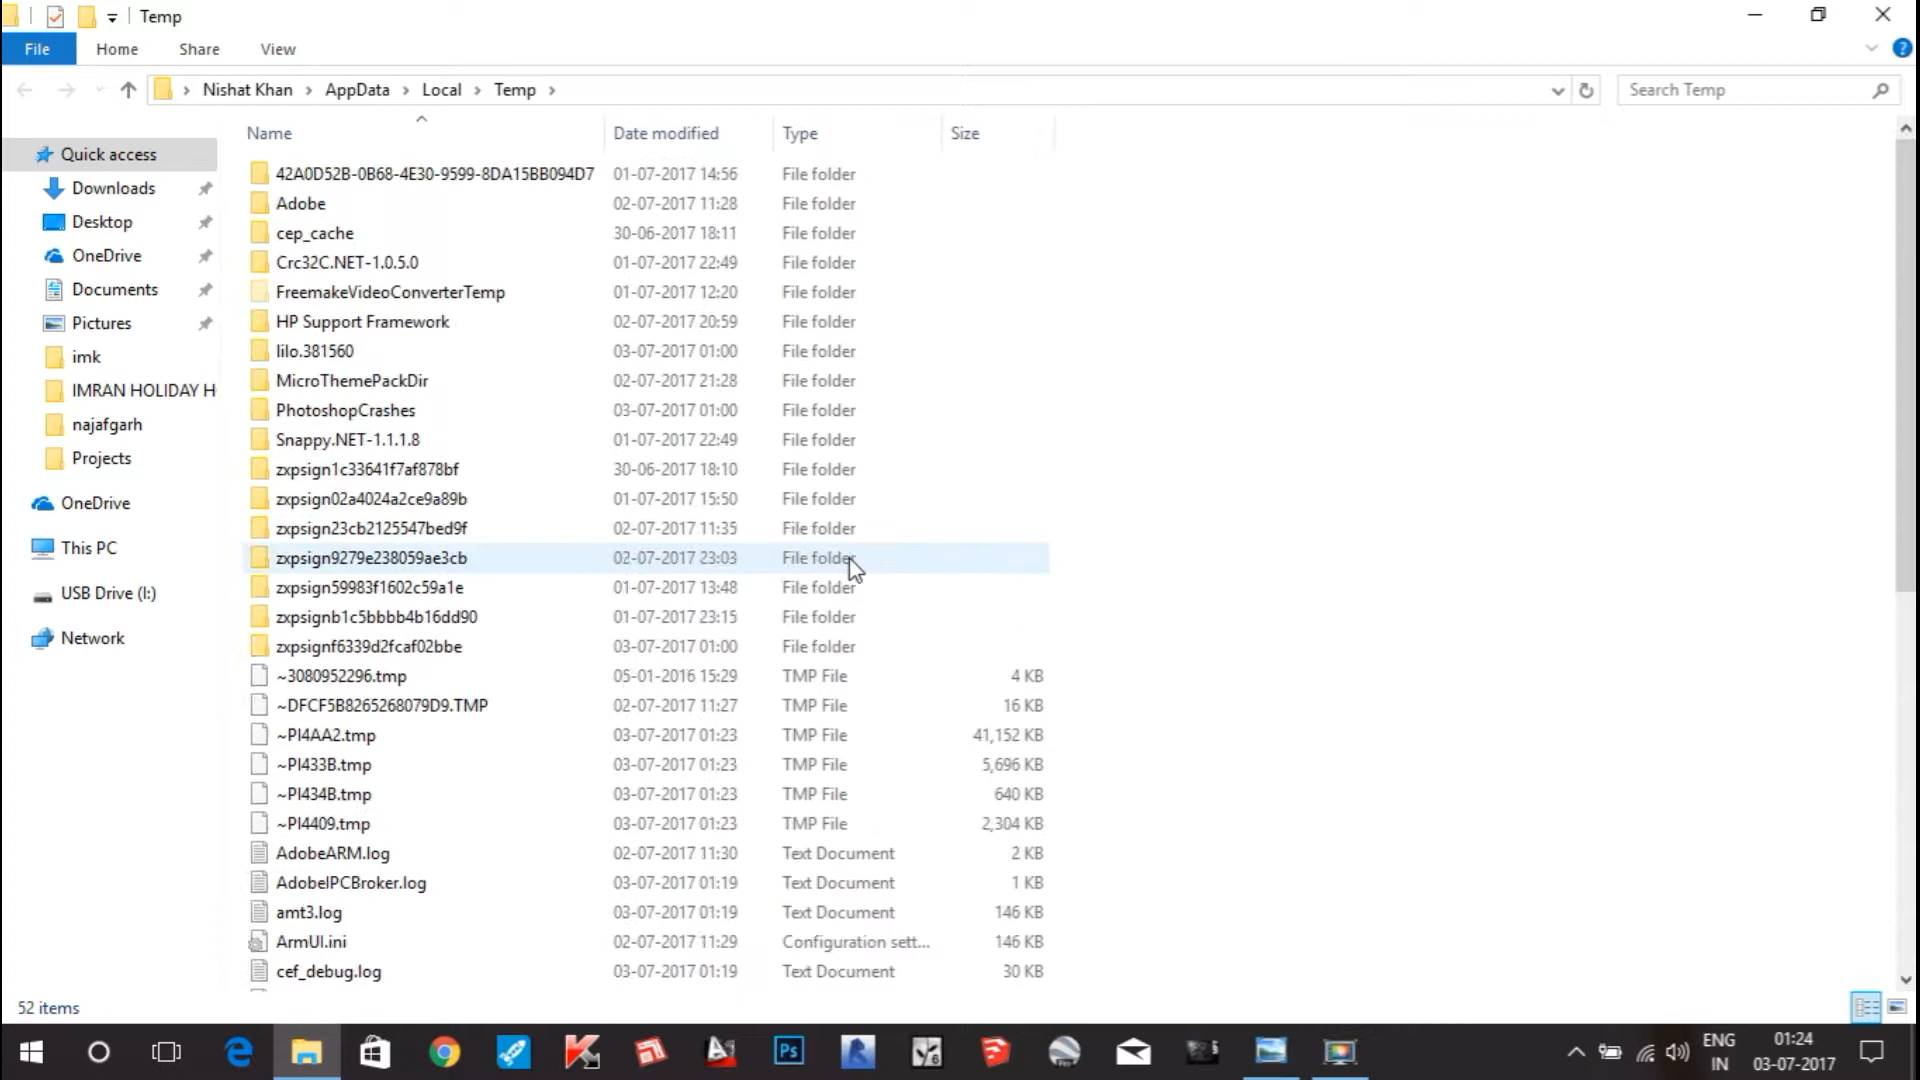 Temp
File Home Share View
Nishat Khan AppData Local Temp
Search Temp
Name Date modified Type Size
Quick access
Downloads
Desktop
OneDrive
Documents
Pictures
imk
IMRAN HOLIDAY H
najafgarh
Projects
OneDrive
This PC
USB Drive (I:)
Network
42A0D52B-0B68-4E30-9599-8DA15BB094D7 01-07-2017 14:56 File folder
Adobe 02-07-2017 11:28 File folder
cep_cache 30-06-2017 18:11 File folder
Crc32C.NET-1.0.5.0 01-07-2017 22:49 File folder
FreemakeVideoConverterTemp 01-07-2017 12:20 File folder
HP Support Framework 02-07-2017 20:59 File folder
lilo.381560 03-07-2017 01:00 File folder
MicroThemePackDir 02-07-2017 21:28 File folder
PhotoshopCrashes 03-07-2017 01:00 File folder
Snappy.NET-1.1.1.8 01-07-2017 22:49 File folder
zxpsign1c33641f7af878bf 30-06-2017 18:10 File folder
zxpsign02a4024a2ce9a89b 01-07-2017 15:50 File folder
zxpsign23cb2125547bed9f 02-07-2017 11:35 File folder
zxpsign9279e238059ae3cb 02-07-2017 23:03 File folder
zxpsign59983f1602c59a1e 01-07-2017 13:48 File folder
zxpsignb1c5bbbb4b16dd90 01-07-2017 23:15 File folder
zxpsignf6339d2fcaf02bbe 03-07-2017 01:00 File folder
~3080952296.tmp 05-01-2016 15:29 TMP File 4 KB
~DFCF5B8265268079D9.TMP 02-07-2017 11:27 TMP File 16 KB
~PI4AA2.tmp 03-07-2017 01:23 TMP File 41,152 KB
~PI433B.tmp 03-07-2017 01:23 TMP File 5,696 KB
~PI434B.tmp 03-07-2017 01:23 TMP File 640 KB
~PI4409.tmp 03-07-2017 01:23 TMP File 2,304 KB
AdobeARM.log 02-07-2017 11:30 Text Document 2 KB
AdobeIPCBroker.log 03-07-2017 01:19 Text Document 1 KB
amt3.log 03-07-2017 01:19 Text Document 146 KB
ArmUI.ini 02-07-2017 11:29 Configuration sett... 146 KB
cef_debug.log 03-07-2017 01:19 Text Document 30 KB
52 items
Ps
ENG 01:24
IN 03-07-2017